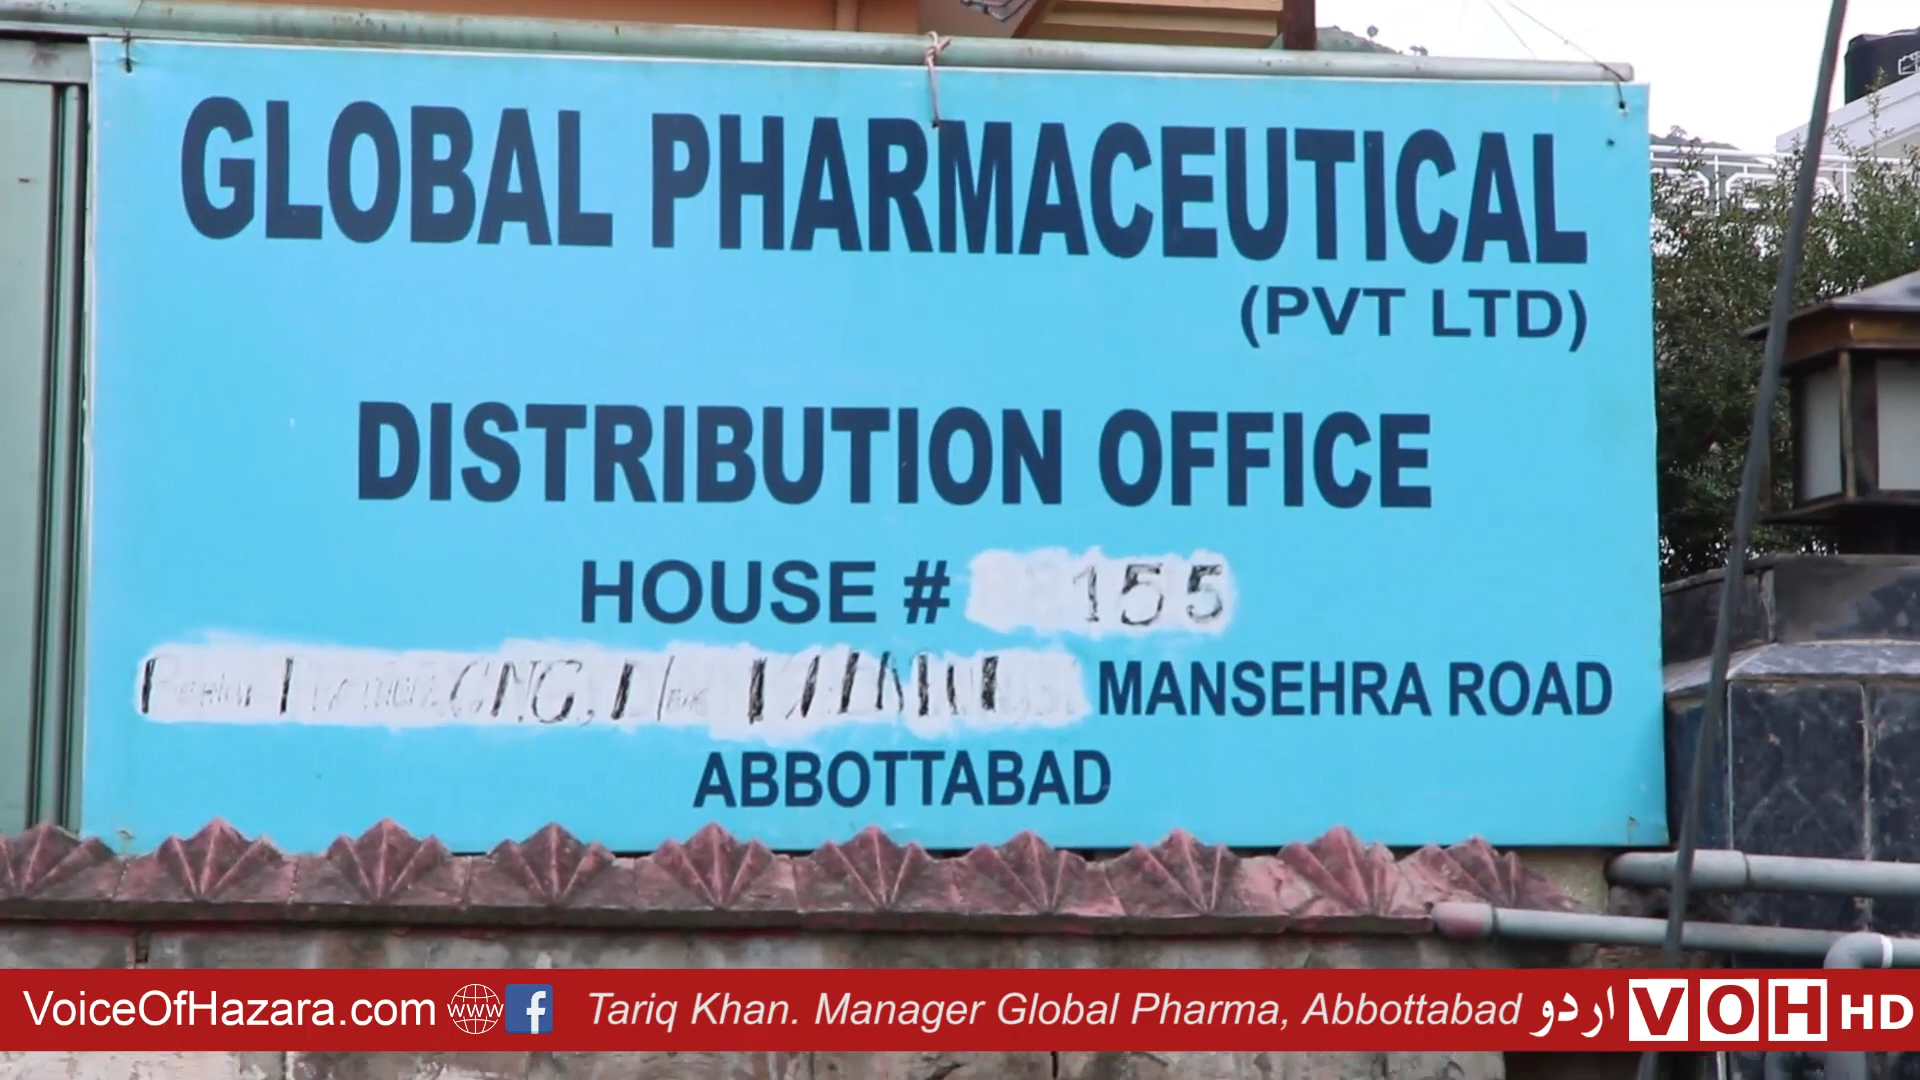 GLOBAL PHARMACEUTICAL
(PVT LTD)
DISTRIBUTION OFFICE
HOUSE # 155
CNG, MANSEHRA ROAD
ABBOTTABAD
VoiceOfHazara.com www f Tariq Khan. Manager Global Pharma, Abbottabad اردو VOH HD